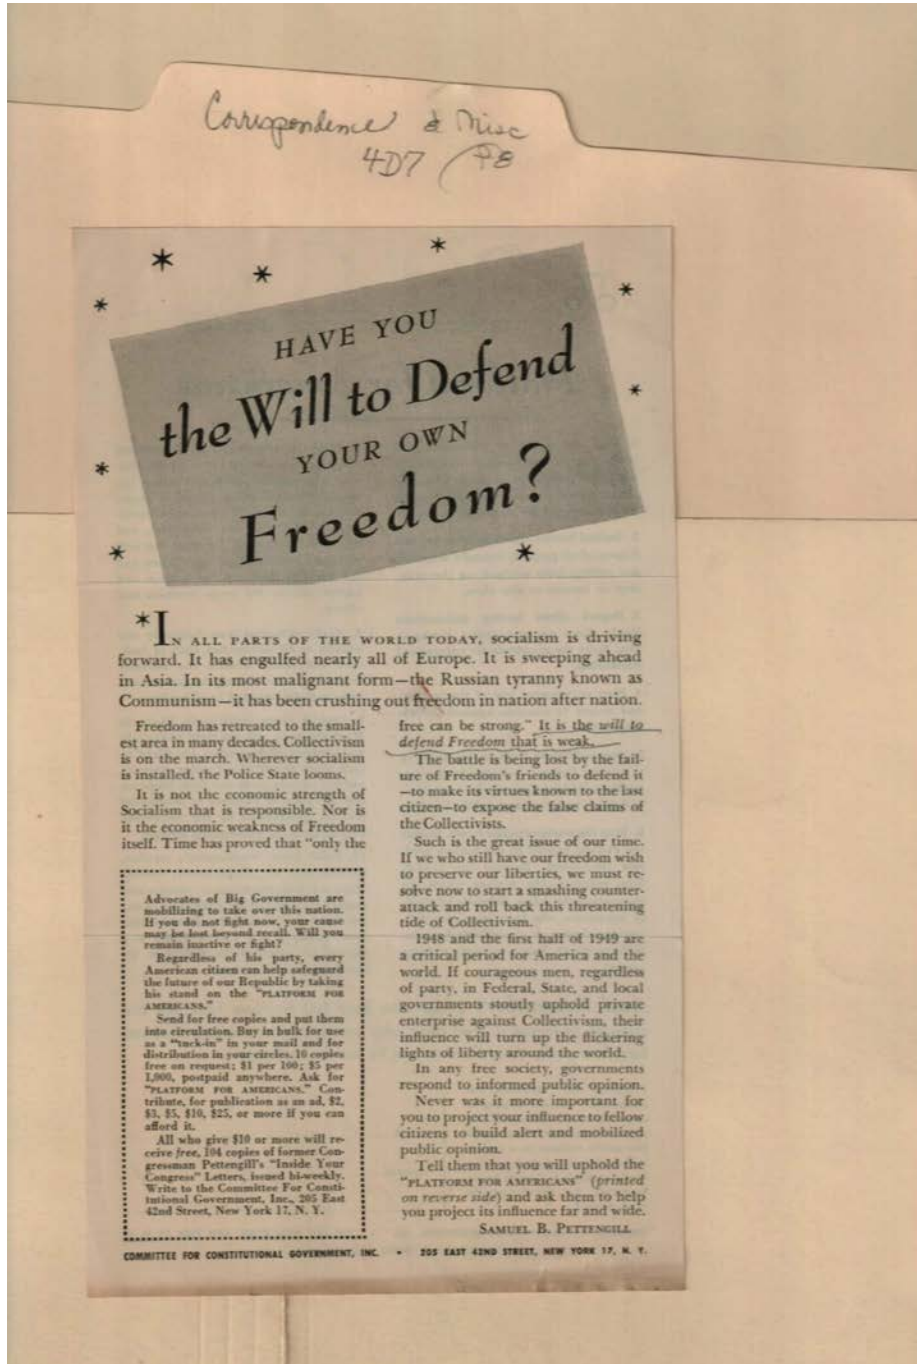 Correspondence & Misc
4D7
HAVE YOU
the Will to Defend
YOUR OWN
Freedom?
*IN ALL PARTS OF THE WORLD TODAY, socialism is driving
forward. It has engulfed nearly all of Europe. It is sweeping ahead
in Asia. In its most malignant form—the Russian tyranny known as
Communism—it has been crushing out freedom in nation after nation.
Freedom has retreated to the small-
est area in many decades. Collectivism
is on the march. Wherever socialism
is installed, the Police State looms.
It is not the economic strength of
Socialism that is responsible. Nor is
it the economic weakness of Freedom
itself. Time has proved that "only the
free can be strong." It is the will to
defend Freedom that is weak.
The battle is being lost by the fail-
ure of Freedom's friends to defend it
—to make its virtues known to the last
citizen—to expose the false claims of
the Collectivists.
Such is the great issue of our time.
If we who still have our freedom wish
to preserve our liberties, we must re-
solve now to start a smashing counter-
attack and roll back this threatening
tide of Collectivism.
1948 and the first half of 1949 are
a critical period for America and the
world. If courageous men, regardless
of party, in Federal, State, and local
governments stoutly uphold private
enterprise against Collectivism, their
influence will turn up the flickering
lights of liberty around the world.
In any free society, governments
respond to informed public opinion.
Never was it more important for
you to project your influence to fellow
citizens to build alert and mobilized
public opinion.
Tell them that you will uphold the
"PLATFORM FOR AMERICANS" (printed
on reverse side) and ask them to help
you project its influence far and wide.
SAMUEL B. PETTENGILL
Advocates of Big Government are
mobilizing to take over this nation.
If you do not fight now, your cause
may be lost beyond recall. Will you
remain inactive or fight?
Regardless of his party, every
American citizen can help safeguard
the future of our Republic by taking
his stand on the "PLATFORM FOR
AMERICANS."
Send for free copies and put them
into circulation. Buy in bulk for use
as a "tuck-in" in your mail and for
distribution in your circles. 10 copies
free on request; $1 per 100; $5 per
1,000, postpaid anywhere. Ask for
"PLATFORM FOR AMERICANS." Con-
tribute, for publication as an ad, $2,
$3, $5, $10, $25, or more if you can
afford it.
All who give $10 or more will re-
ceive free, 104 copies of former Con-
gressman Pettengill's "Inside Your
Congress" Letters, issued bi-weekly.
Write to the Committee For Consti-
tutional Government, Inc., 205 East
42nd Street, New York 17, N. Y.
COMMITTEE FOR CONSTITUTIONAL GOVERNMENT, INC. • 205 EAST 42ND STREET, NEW YORK 17, N. Y.